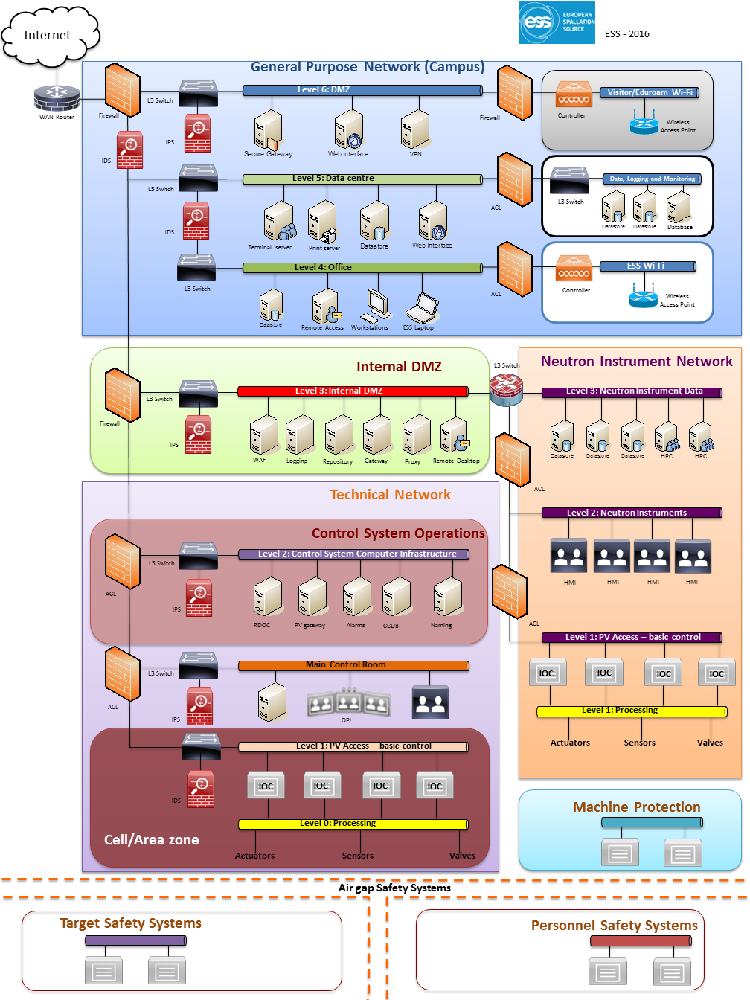 Internet
ess
EUROPEAN
SPALLATION
SOURCE
ESS - 2016
General Purpose Network (Campus)
WAN Router
Firewall
L3 Switch
Level 6: DMZ
Firewall
Controller
Visitor/Eduroam Wi-Fi
Wireless
Access Point
IDS
IPS
Secure Gateway
Web Interface
VPN
L3 Switch
Level 5: Data centre
ACL
L3 Switch
Data, Logging and Monitoring
Datastore
Datastore
Database
IDS
Terminal server
Print server
Datastore
Web Interface
L3 Switch
Level 4: Office
ACL
Controller
ESS Wi-Fi
Wireless
Access Point
Datastore
Remote Access
Workstations
ESS Laptop
Internal DMZ
L3 Switch
Neutron Instrument Network
Firewall
L3 Switch
Level 3: Internal DMZ
Level 3: Neutron Instrument Data
IPS
WAF
Logging
Repository
Gateway
Proxy
Remote Desktop
Datastore
Datastore
Datastore
HPC
HPC
ACL
Technical Network
Level 2: Neutron Instruments
Control System Operations
ACL
L3 Switch
Level 2: Control System Computer Infrastructure
HMI
HMI
HMI
HMI
IPS
RDOC
PV gateway
Alarms
CCDB
Naming
ACL
Level 1: PV Access – basic control
ACL
L3 Switch
Main Control Room
IOC
IOC
IOC
IOC
IPS
OPI
Level 1: Processing
Actuators
Sensors
Valves
Level 1: PV Access – basic control
IDS
IOC
IOC
IOC
IOC
Level 0: Processing
Cell/Area zone
Actuators
Sensors
Valves
Machine Protection
Air gap Safety Systems
Target Safety Systems
Personnel Safety Systems